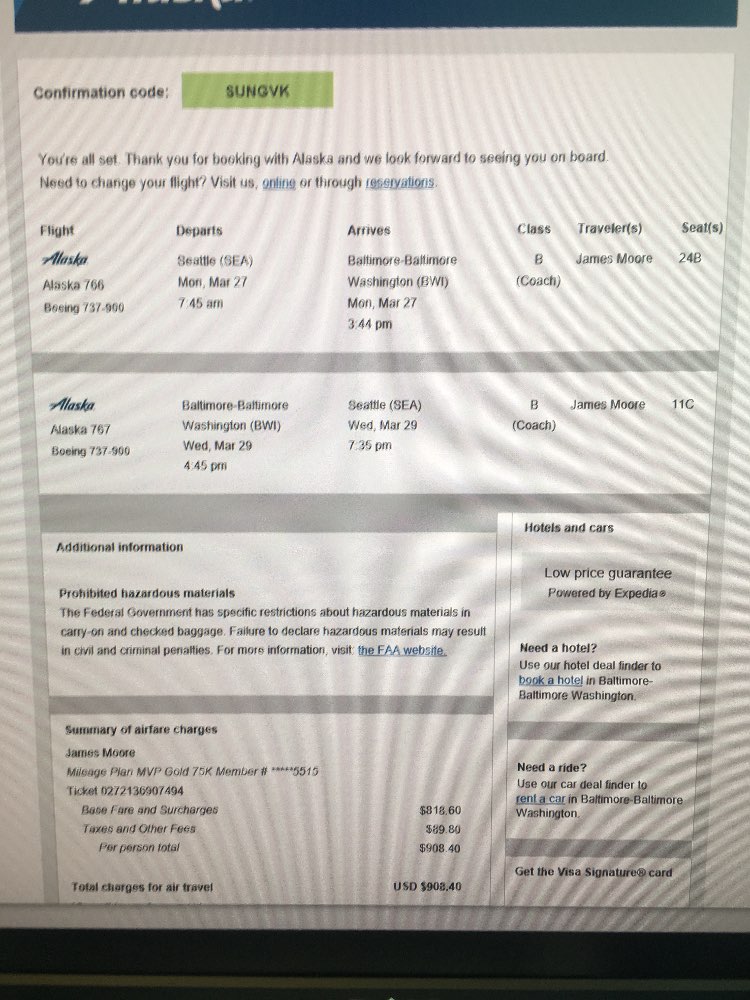 Alaska
Confirmation code: SUNGVK
You're all set. Thank you for booking with Alaska and we look forward to seeing you on board.
Need to change your flight? Visit us, online or through reservations.
Flight Departs Arrives Class Traveler(s) Seat(s)
Alaska Seattle (SEA) Baltimore-Baltimore B James Moore 24B
Alaska 766 Mon, Mar 27 Washington (BWI) (Coach)
Boeing 737-900 7:45 am Mon, Mar 27
3:44 pm
Alaska Baltimore-Baltimore Seattle (SEA) B James Moore 11C
Alaska 767 Washington (BWI) Wed, Mar 29 (Coach)
Boeing 737-900 Wed, Mar 29 7:35 pm
4:45 pm
Additional information
Prohibited hazardous materials
The Federal Government has specific restrictions about hazardous materials in
carry-on and checked baggage. Failure to declare hazardous materials may result
in civil and criminal penalties. For more information, visit: the FAA website.
Summary of airfare charges
James Moore
Mileage Plan MVP Gold 75K Member # *****5515
Ticket 0272136907494
Base Fare and Surcharges $818.60
Taxes and Other Fees $89.80
Per person total $908.40
Total charges for air travel USD $908.40
Hotels and cars
Low price guarantee
Powered by Expedia®
Need a hotel?
Use our hotel deal finder to
book a hotel in Baltimore-
Baltimore Washington.
Need a ride?
Use our car deal finder to
rent a car in Baltimore-Baltimore
Washington.
Get the Visa Signature® card